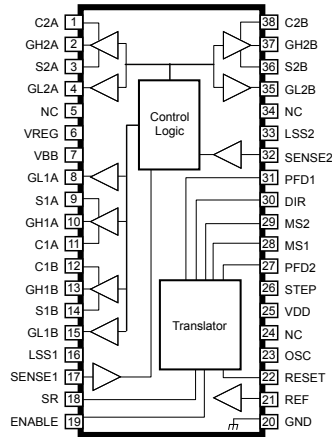 C2A 1
GH2A 2
S2A 3
GL2A 4
NC 5
VREG 6
VBB 7
GL1A 8
S1A 9
GH1A 10
C1A 11
C1B 12
GH1B 13
S1B 14
GL1B 15
LSS1 16
SENSE1 17
SR 18
ENABLE 19
Control
Logic
Translator
38 C2B
37 GH2B
36 S2B
35 GL2B
34 NC
33 LSS2
32 SENSE2
31 PFD1
30 DIR
29 MS2
28 MS1
27 PFD2
26 STEP
25 VDD
24 NC
23 OSC
22 RESET
21 REF
20 GND